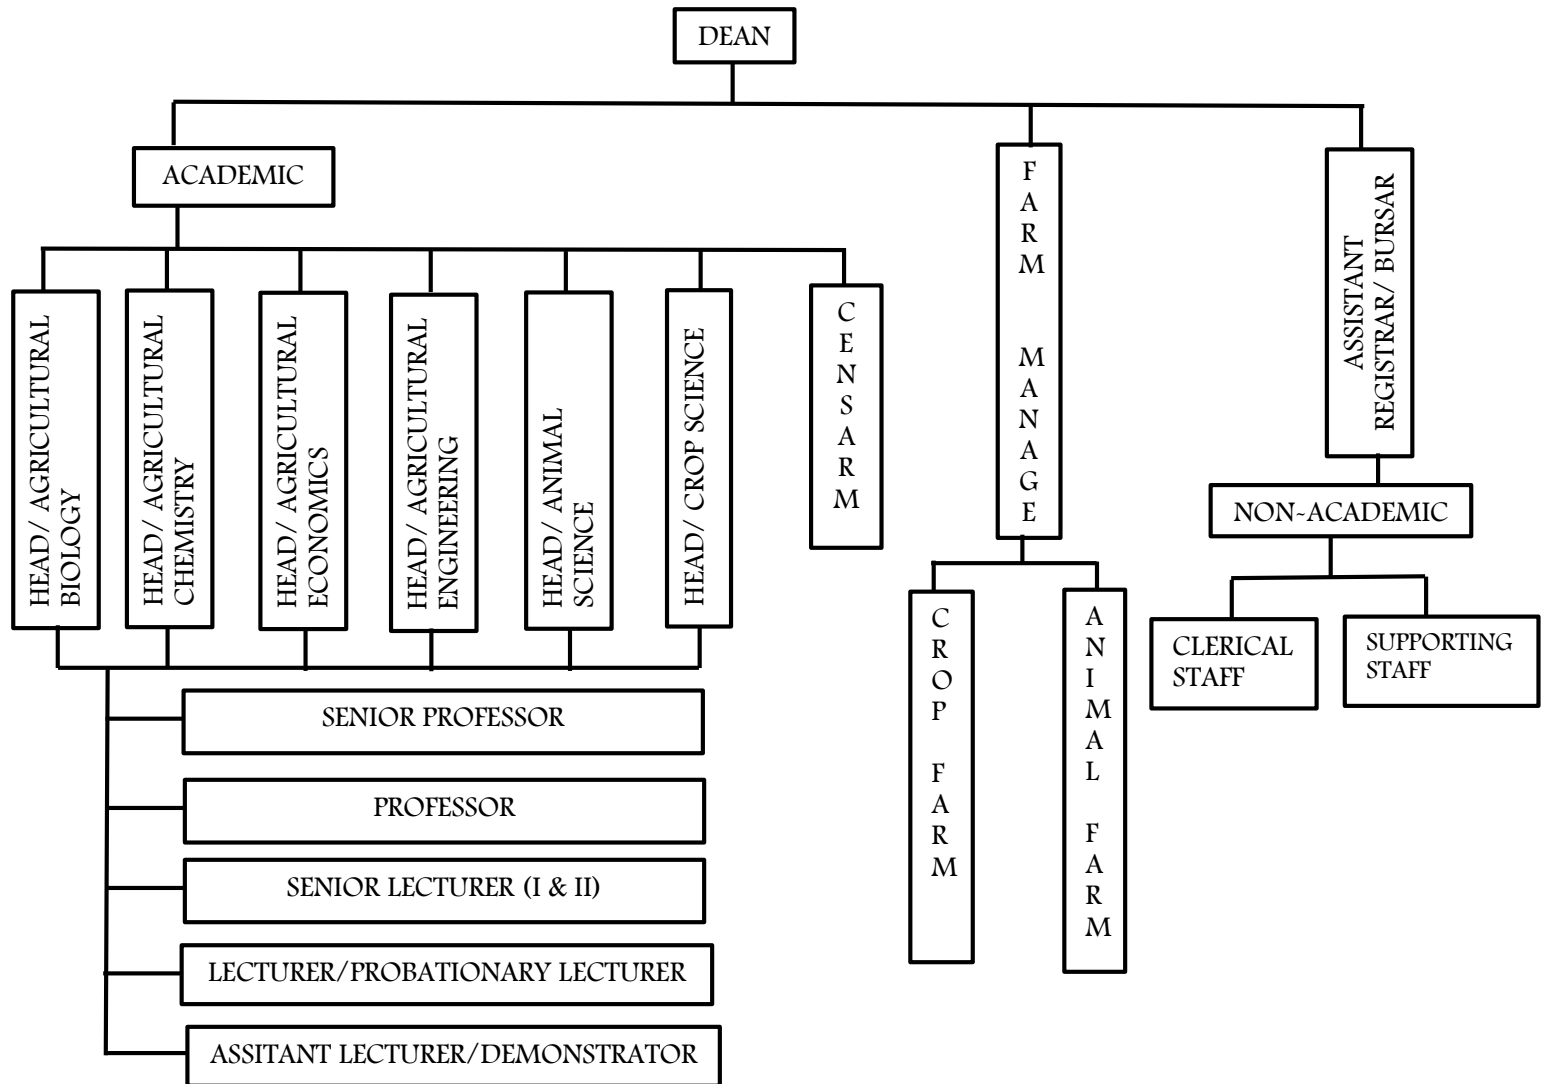 DEAN
ACADEMIC
FARM MANAGE
ASSISTANT
REGISTRAR/ BURSAR
HEAD/ AGRICULTURAL
BIOLOGY
HEAD/ AGRICULTURAL
CHEMISTRY
HEAD/ AGRICULTURAL
ECONOMICS
HEAD/ AGRICULTURAL
ENGINEERING
HEAD/ ANIMAL
SCIENCE
HEAD/ CROP SCIENCE
CENSARM
NON-ACADEMIC
CROP FARM
ANIMAL FARM
CLERICAL
STAFF
SUPPORTING
STAFF
SENIOR PROFESSOR
PROFESSOR
SENIOR LECTURER (I & II)
LECTURER/PROBATIONARY LECTURER
ASSITANT LECTURER/DEMONSTRATOR